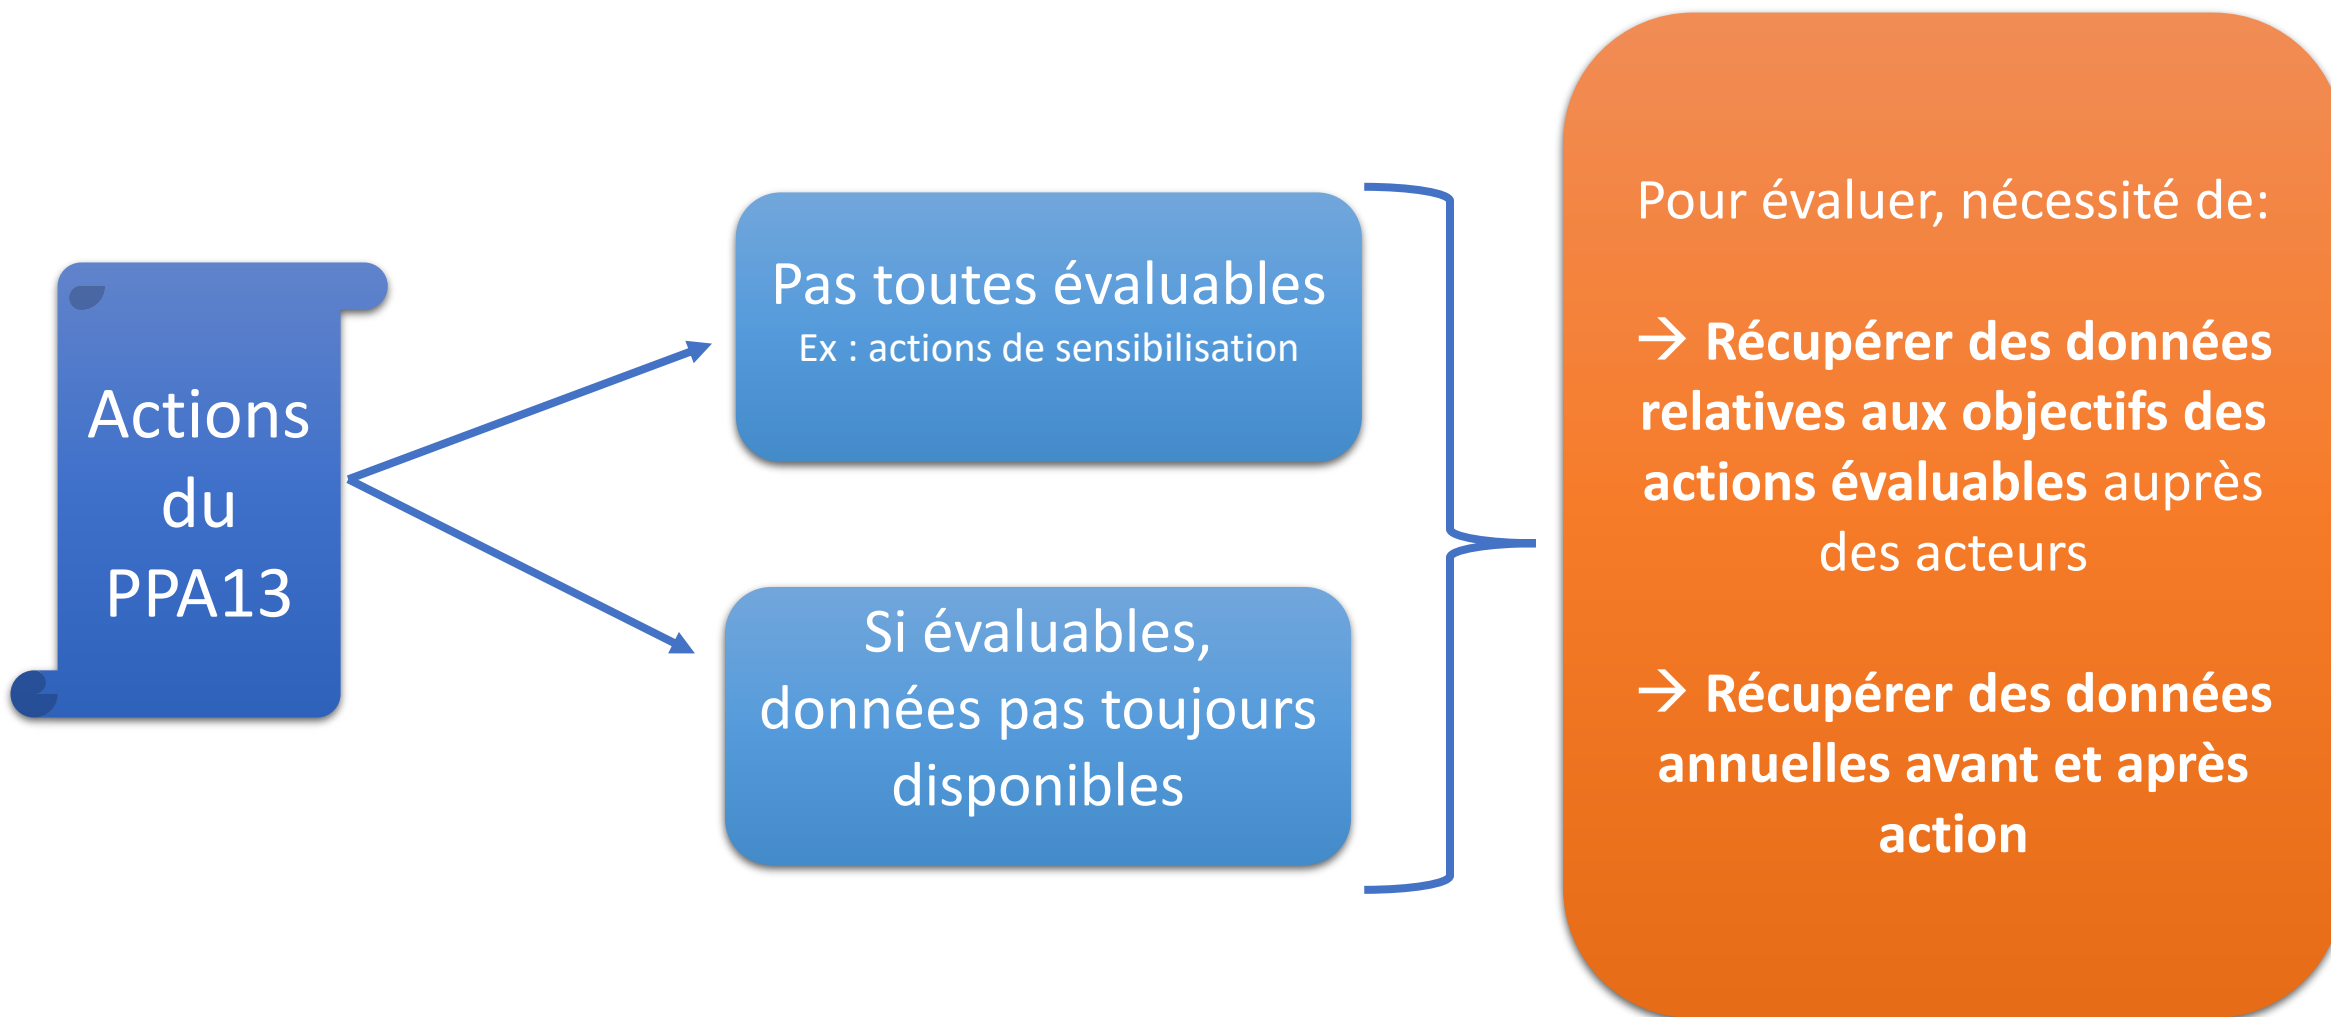 Actions
du
PPA13
Pas toutes évaluables
Ex : actions de sensibilisation
Si évaluables,
données pas toujours
disponibles
Pour évaluer, nécessité de:
→ Récupérer des données
relatives aux objectifs des
actions évaluables auprès
des acteurs
→ Récupérer des données
annuelles avant et après
action